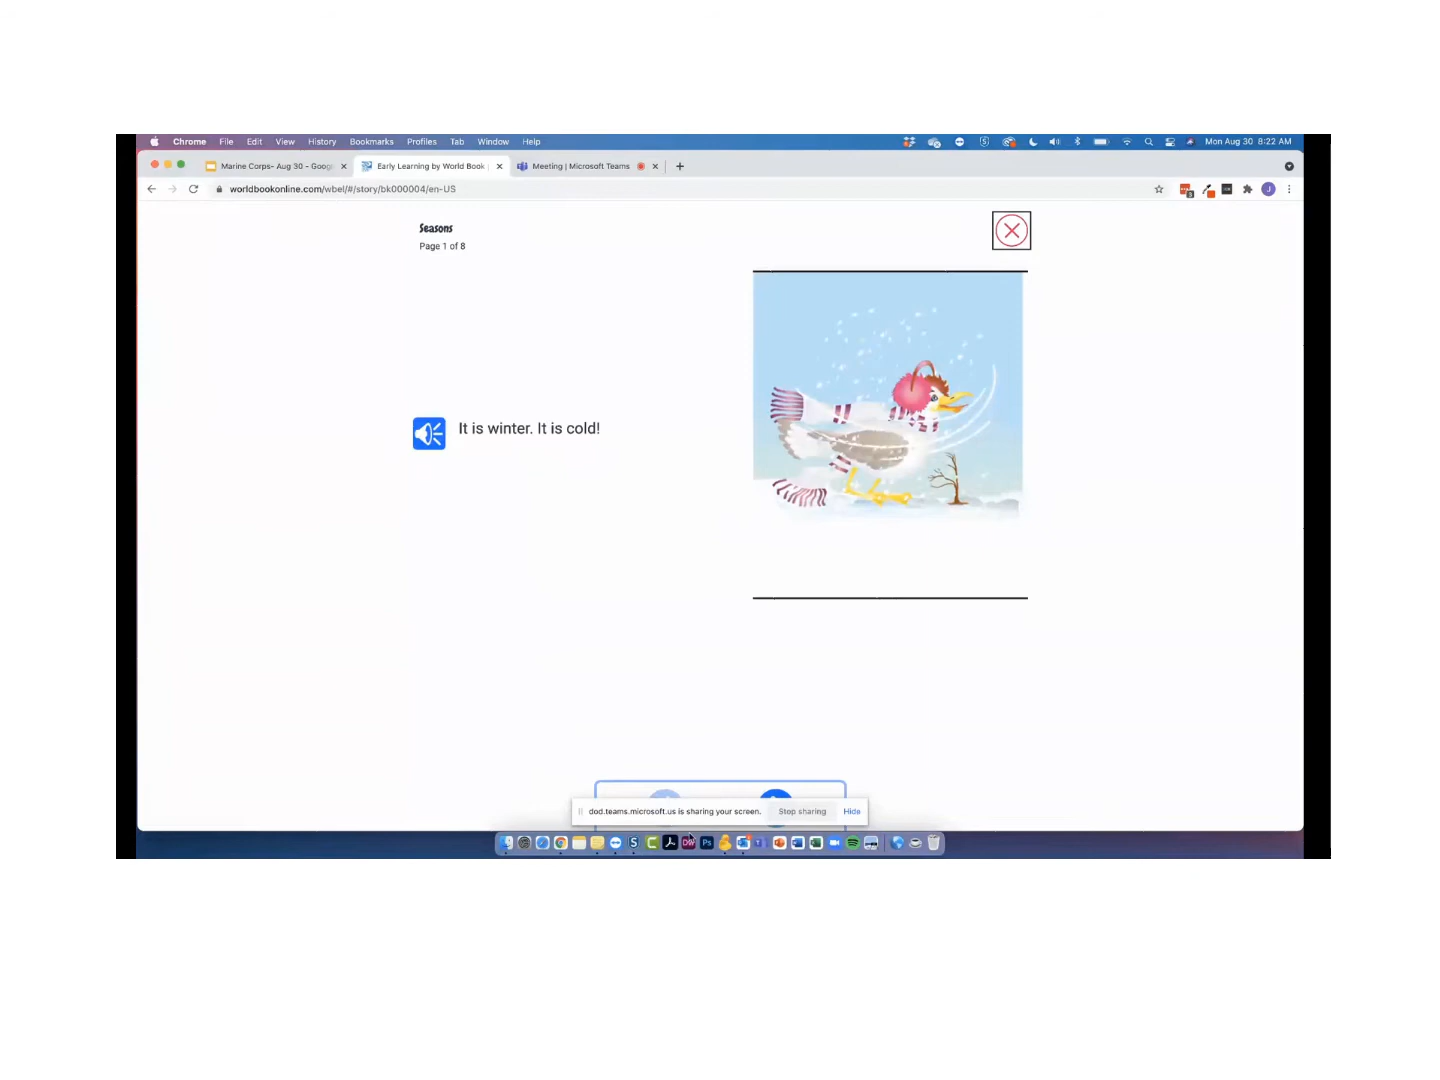 Chrome File Edit View History Bookmarks Profiles Tab Window Help Mon Aug 30 8:22 AM
Marine Corps- Aug 30 - Goog Early Learning by World Book Meeting | Microsoft Teams
worldbookonline.com/wbel/#/story/bk000004/en-US
Seasons
Page 1 of 8
It is winter. It is cold!
dod.teams.microsoft.us is sharing your screen. Stop sharing Hide
DW Ps